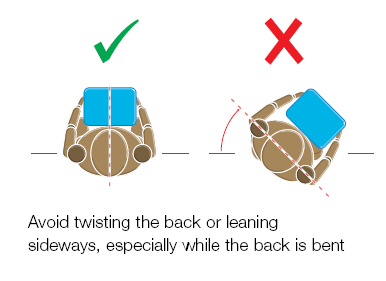 Avoid twisting the back or leaning
sideways, especially while the back is bent